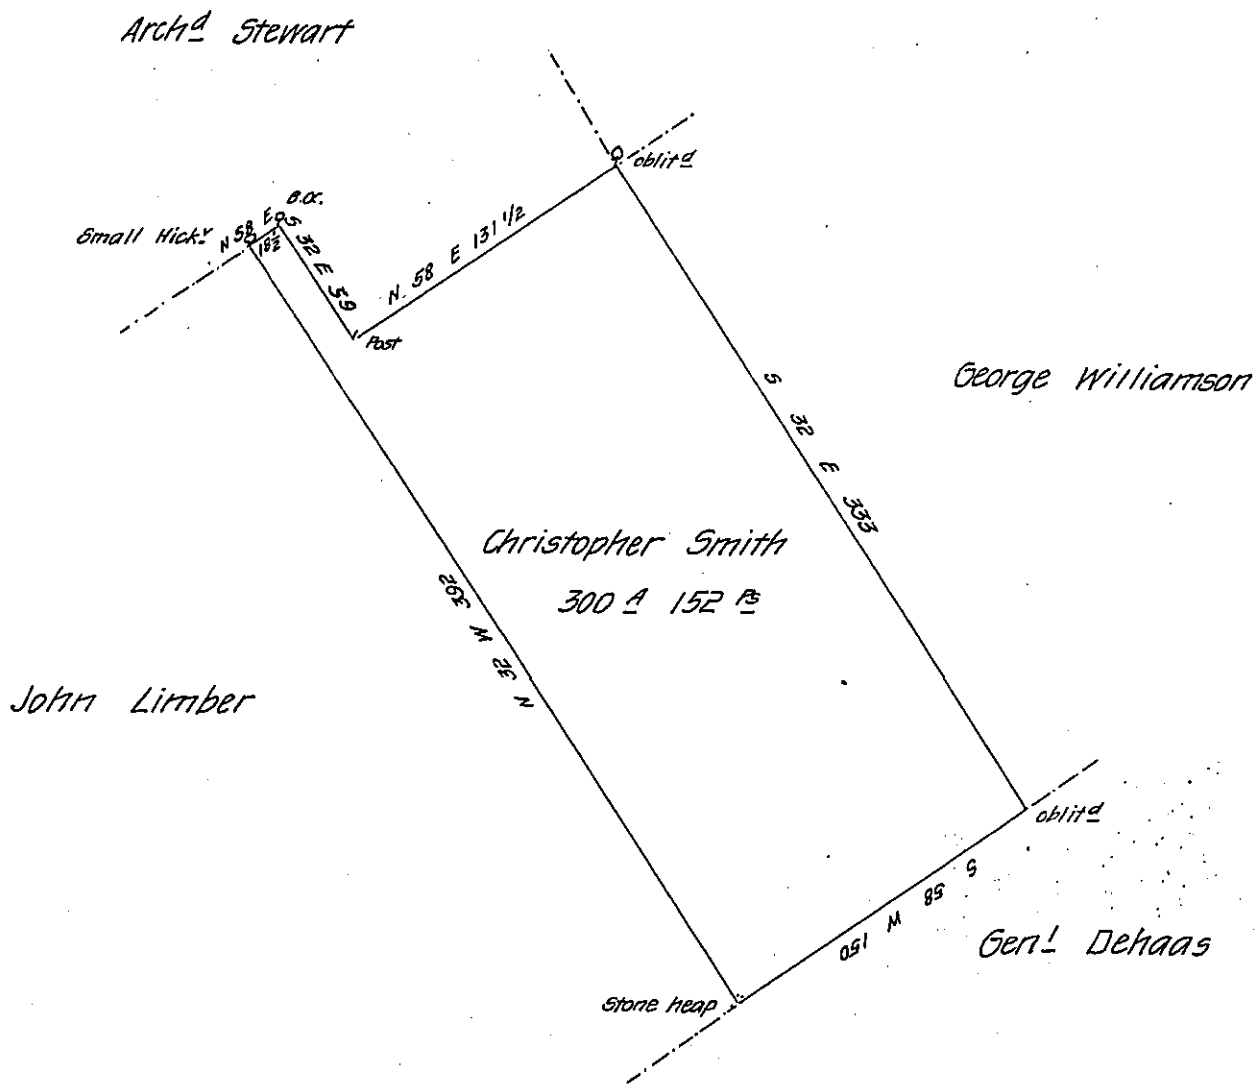 Archd Stewart
oblitd
B.O.
Small Hicky
N 58 E
18½
S 32 E 59
N. 58 E 131 1/2
Post
George Williamson
S 32 E 333
Christopher Smith
300 A 152 Ps
N 32 W 392
John Limber
oblitd
S 58 W 150
Genl Dehaas
Stone heap